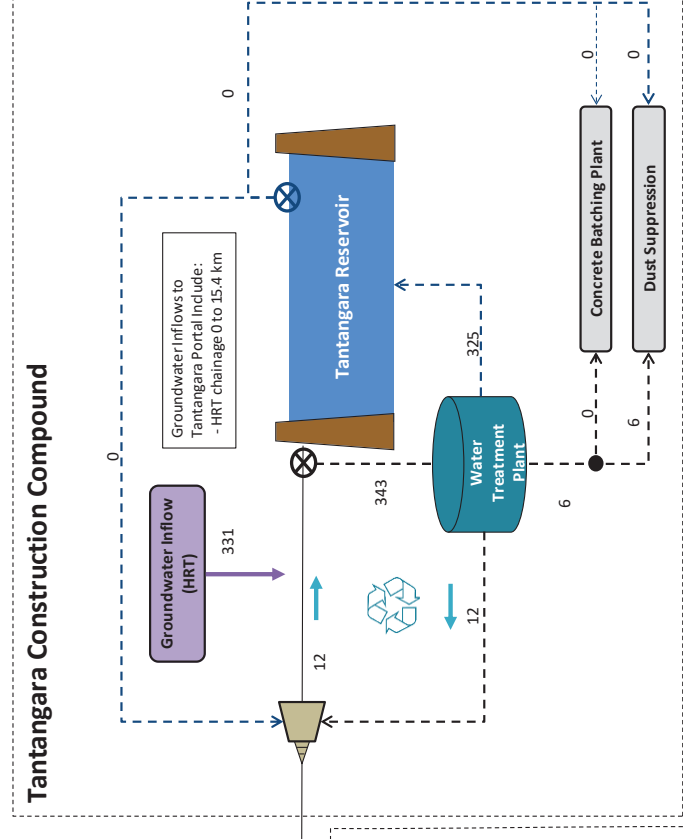 Tantangara Construction Compound
0
Groundwater Inflow
(HRT)
331
Groundwater Inflows to
Tantangara Portal Include:
- HRT chainage 0 to 15.4 km
0
12
343
Tantangara Reservoir
12
Water
Treatment
Plant
325
6
0
6
Concrete Batching Plant
Dust Suppression
0
0